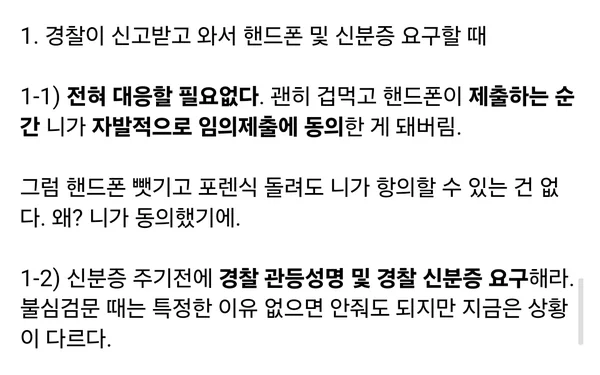 1. 경찰이 신고받고 와서 핸드폰 및 신분증 요구할 때
1-1) 전혀 대응할 필요없다. 괜히 겁먹고 핸드폰이 제출하는 순
간 니가 자발적으로 임의제출에 동의한 게 돼버림.
그럼 핸드폰 뺏기고 포렌식 돌려도 니가 항의할 수 있는 건 없
다. 왜? 니가 동의했기에.
1-2) 신분증 주기전에 경찰 관등성명 및 경찰 신분증 요구해라.
불심검문 때는 특정한 이유 없으면 안줘도 되지만 지금은 상황
이 다르다.